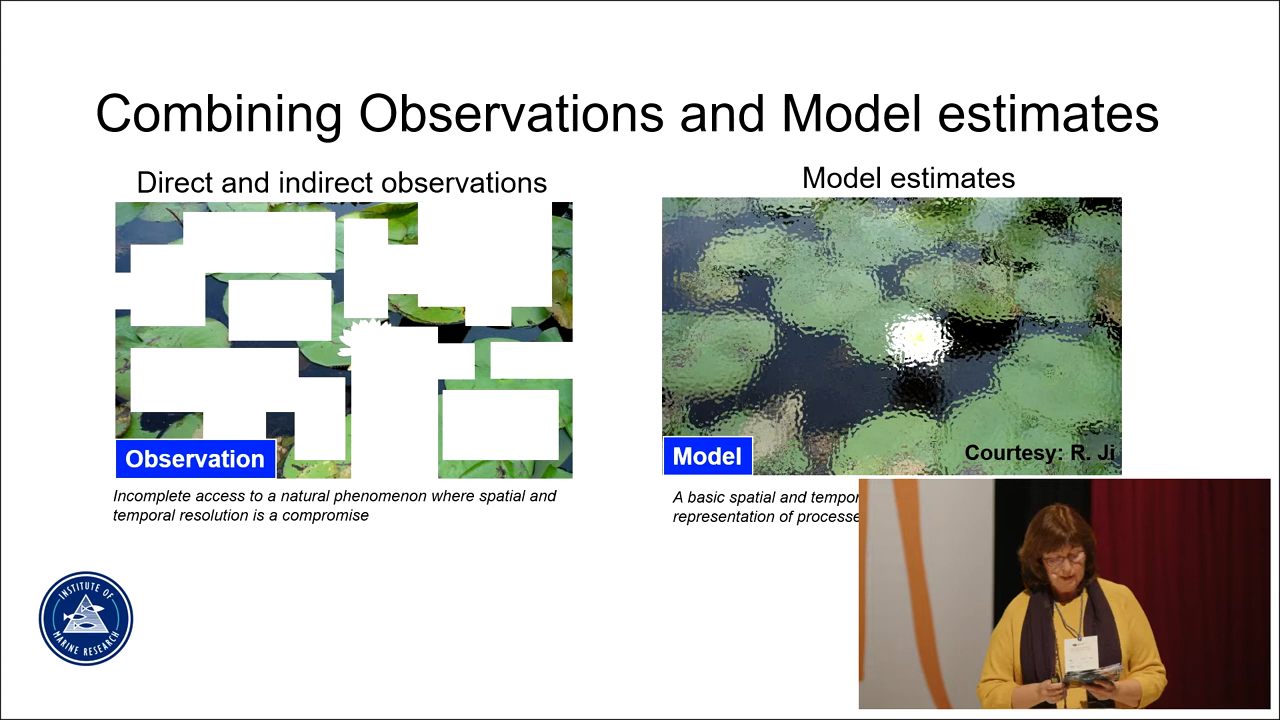 Combining Observations and Model estimates
Direct and indirect observations
Model estimates
Observation
Model
Courtesy: R. Ji
Incomplete access to a natural phenomenon where spatial and
temporal resolution is a compromise
A basic spatial and tempor
representation of processe
INSTITUTE OF
MARINE RESEARCH